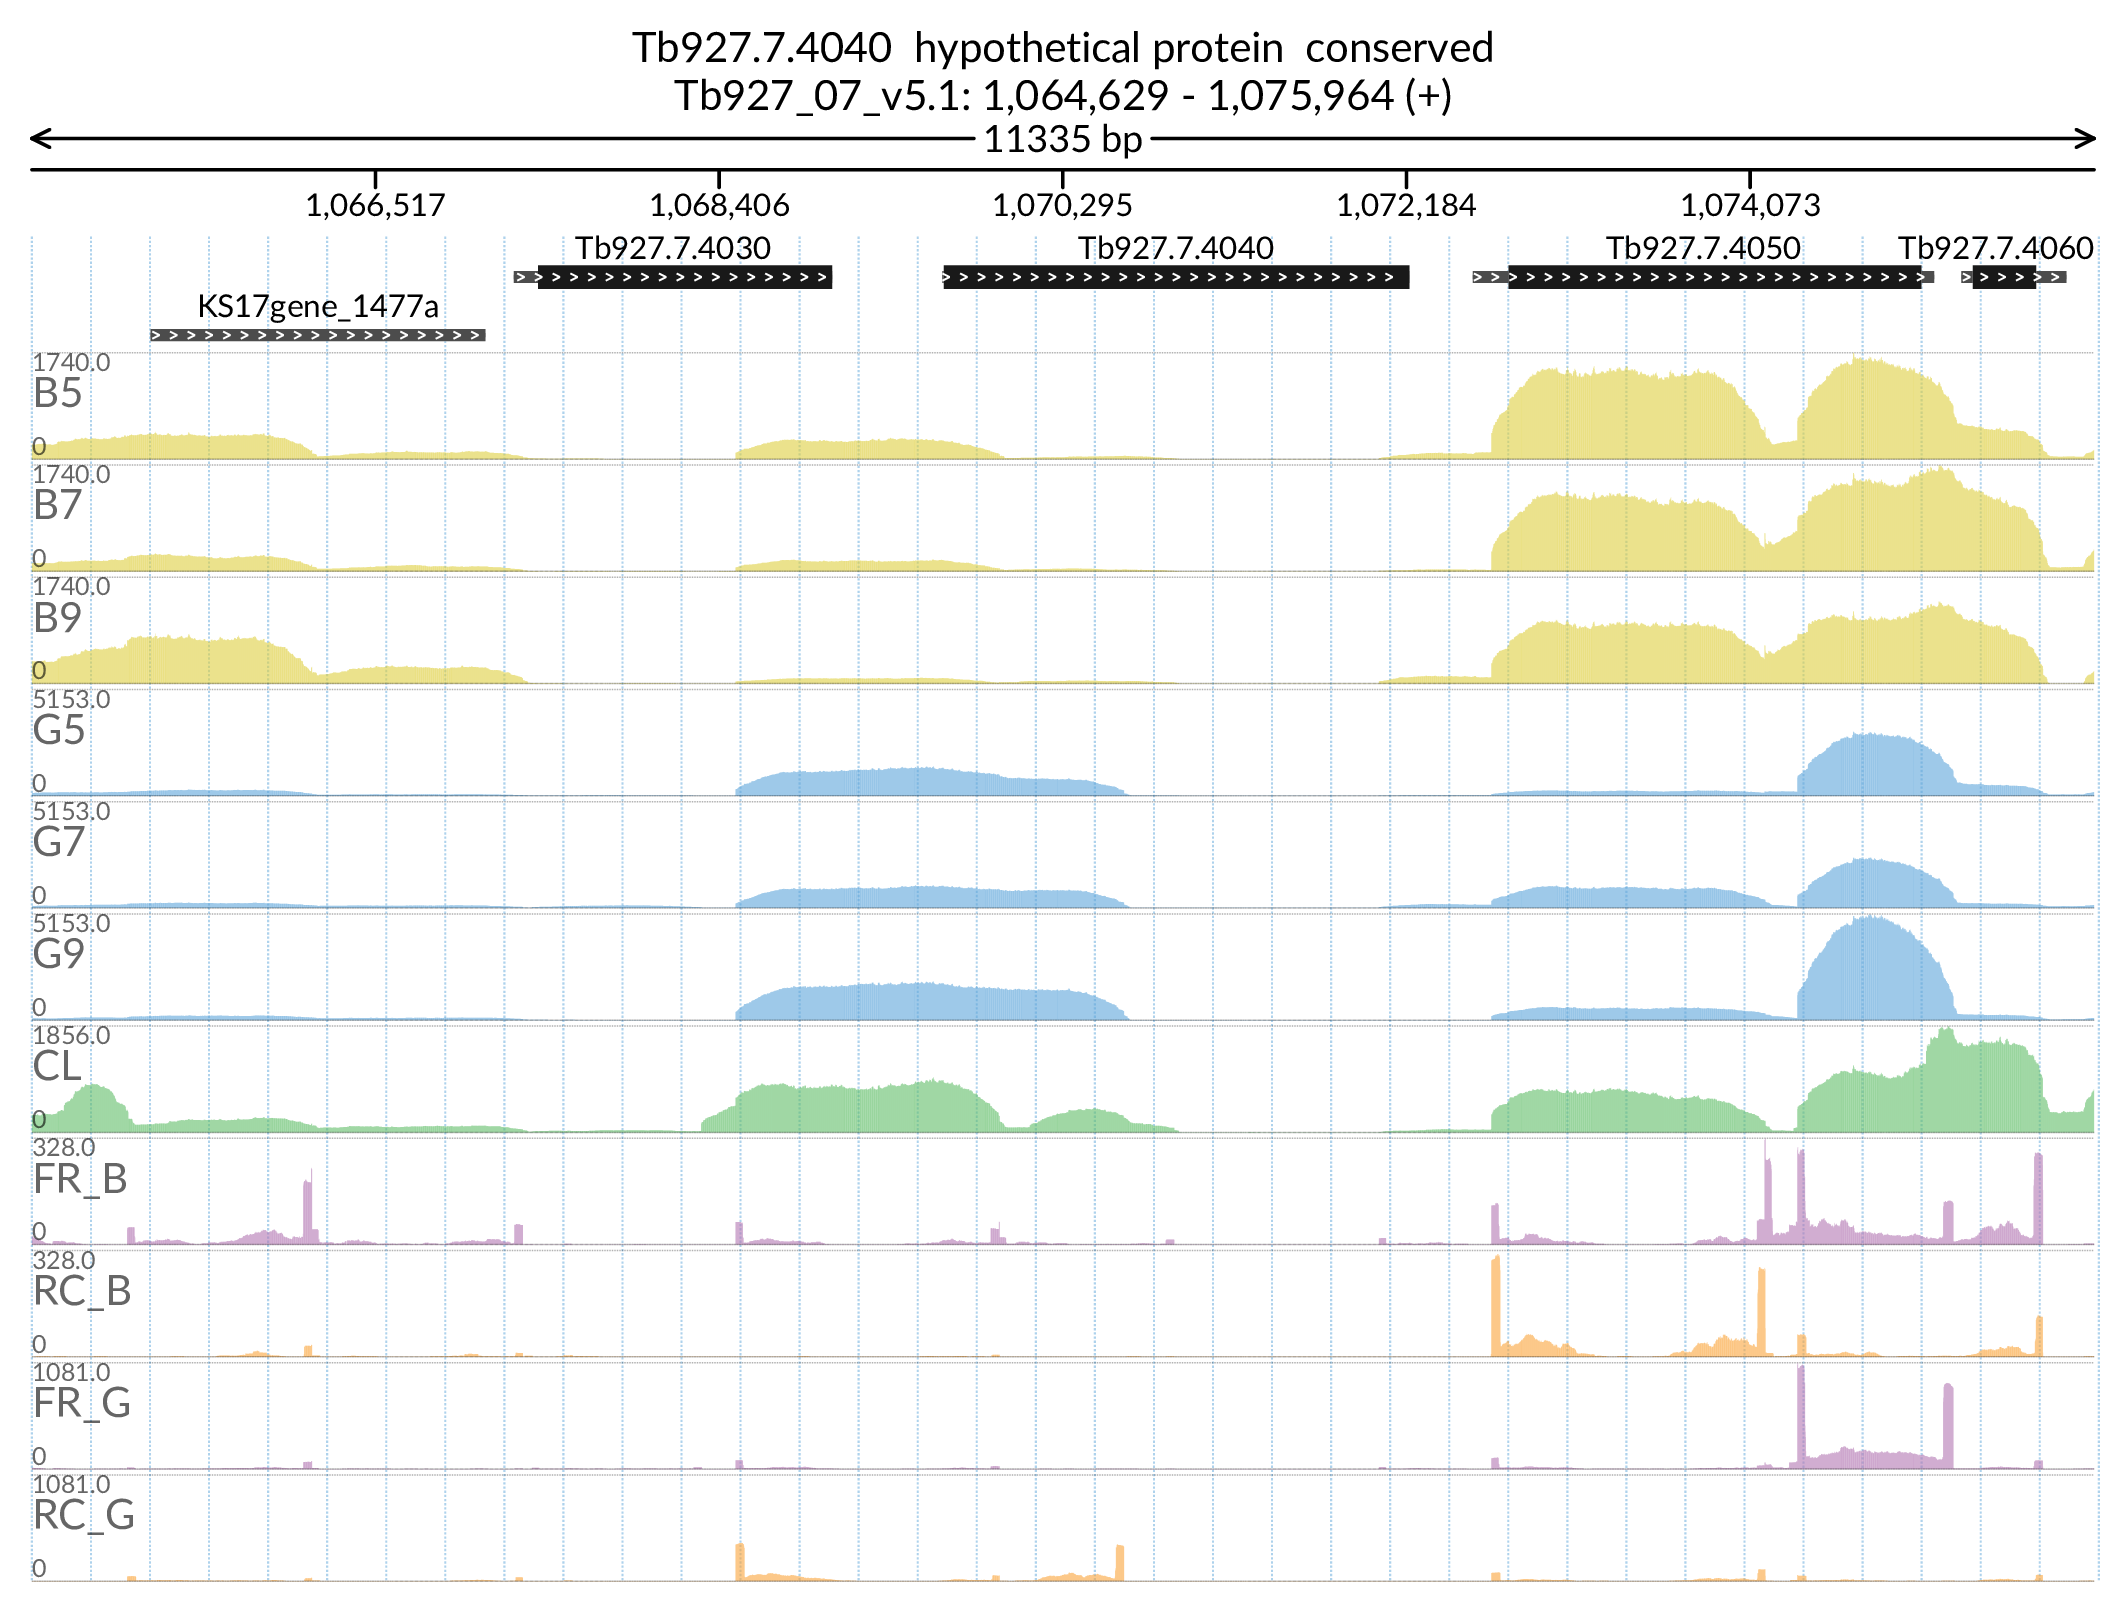 Tb927.7.4040  hypothetical protein  conserved
Tb927_07_v5.1: 1,064,629 - 1,075,964 (+)
11335 bp
1,066,517 1,068,406 1,070,295 1,072,184 1,074,073
Tb927.7.4030 Tb927.7.4040 Tb927.7.4050 Tb927.7.4060
KS17gene_1477a
1740.0
B5
0
1740.0
B7
0
1740.0
B9
0
5153.0
G5
0
5153.0
G7
0
5153.0
G9
0
1856.0
CL
0
328.0
FR_B
0
328.0
RC_B
0
1081.0
FR_G
0
1081.0
RC_G
0